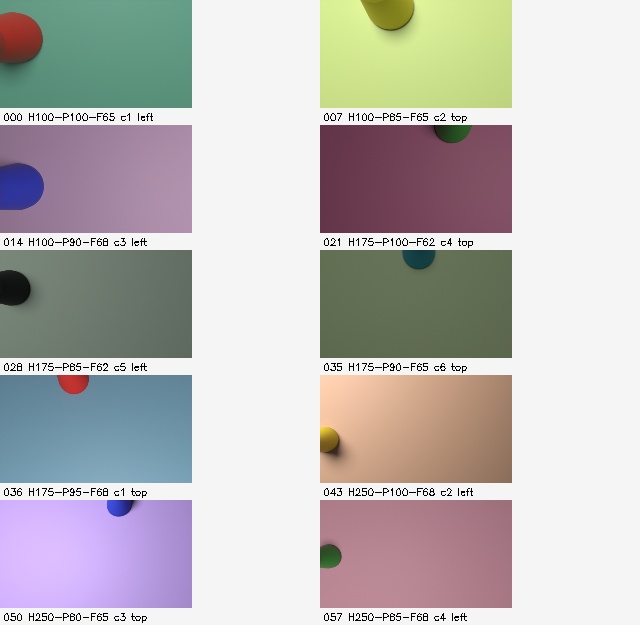 000 H100-P100-F65 c1 left
007 H100-P85-F65 c2 top
014 H100-P90-F68 c3 left
021 H175-P100-F62 c4 top
028 H175-P85-F62 c5 left
035 H175-P90-F65 c6 top
036 H175-P95-F68 c1 top
043 H250-P100-F68 c2 left
050 H250-P80-F65 c3 top
057 H250-P85-F68 c4 left